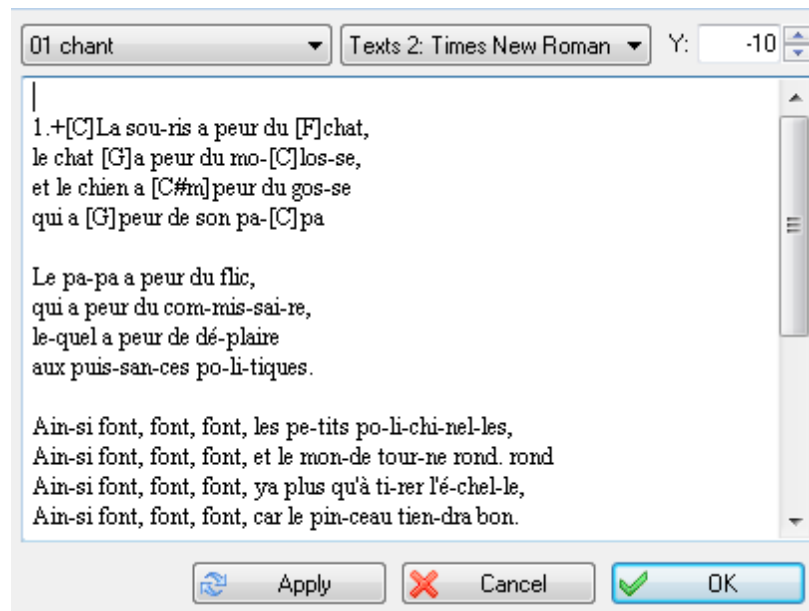 01 chant Texts 2: Times New Roman Y: -10
1.+[C]La sou-ris a peur du [F]chat,
le chat [G]a peur du mo-[C]los-se,
et le chien a [C#m]peur du gos-se
qui a [G]peur de son pa-[C]pa
Le pa-pa a peur du flic,
qui a peur du com-mis-sai-re,
le-quel a peur de dé-plaire
aux puis-san-ces po-li-tiques.
Ain-si font, font, font, les pe-tits po-li-chi-nel-les,
Ain-si font, font, font, et le mon-de tour-ne rond. rond
Ain-si font, font, font, ya plus qu'à ti-rer l'é-chel-le,
Ain-si font, font, font, car le pin-ceau tien-dra bon.
Apply Cancel OK